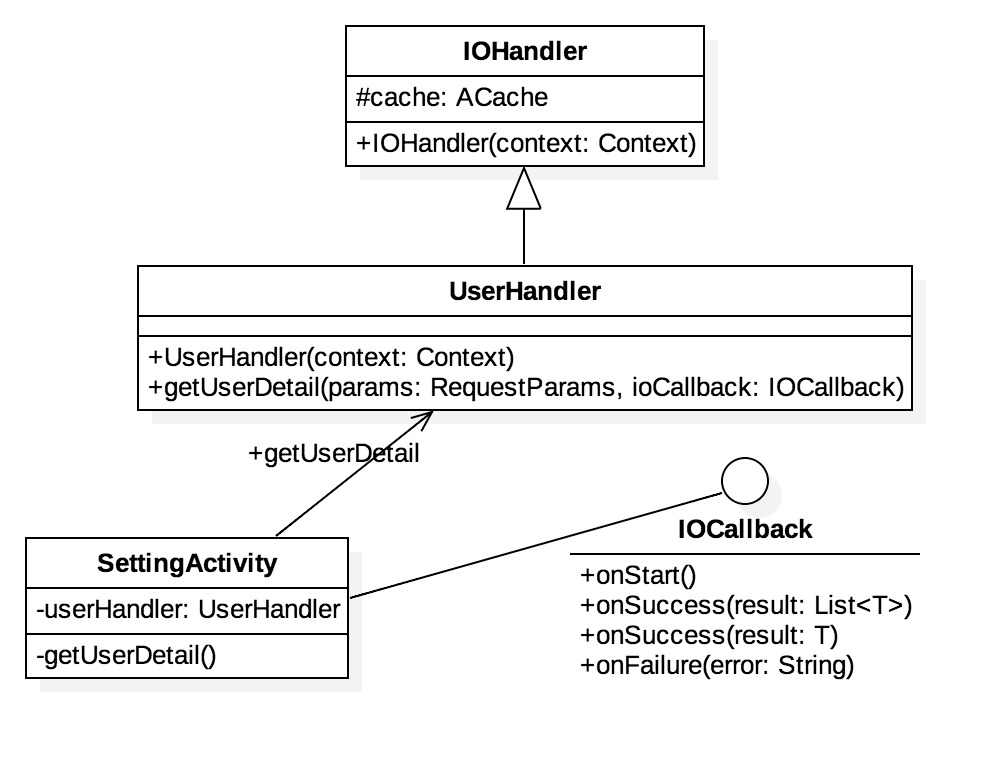 IOHandler
#cache: ACache
+IOHandler(context: Context)
UserHandler
+UserHandler(context: Context)
+getUserDetail(params: RequestParams, ioCallback: IOCallback)
+getUserDetail
SettingActivity
-userHandler: UserHandler
-getUserDetail()
IOCallback
+onStart()
+onSuccess(result: List<T>)
+onSuccess(result: T)
+onFailure(error: String)